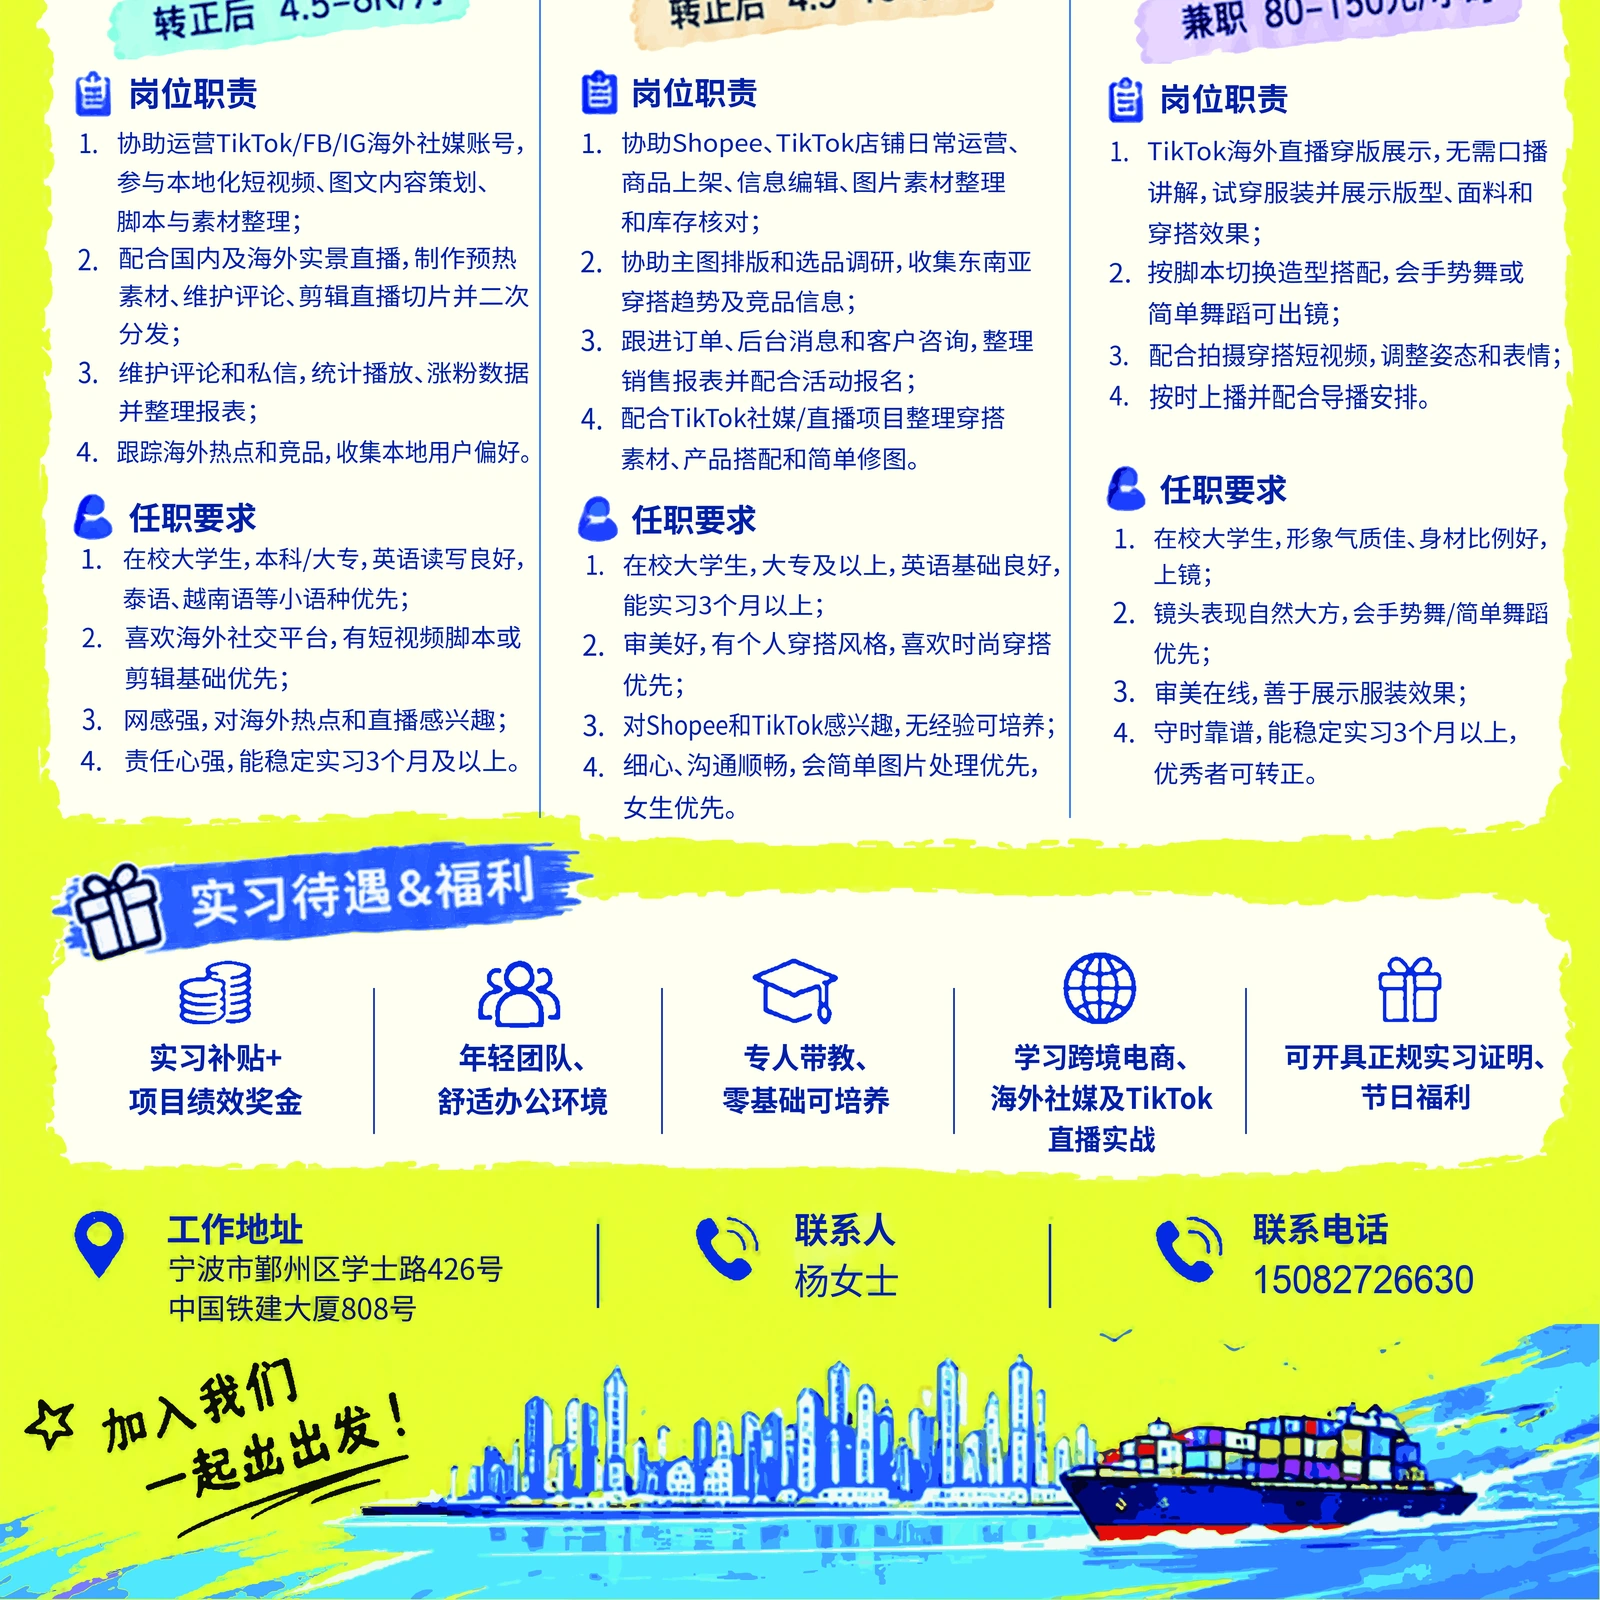 转正后
转正后
兼职 80-150元/小时
岗位职责
1. 协助运营TikTok/FB/IG海外社媒账号，
参与本地化短视频、图文内容策划、
脚本与素材整理；
2. 配合国内及海外实景直播，制作预热
素材、维护评论、剪辑直播切片并二次
分发；
3. 维护评论和私信，统计播放、涨粉数据
并整理报表；
4. 跟踪海外热点和竞品，收集本地用户偏好。
任职要求
1. 在校大学生，本科/大专，英语读写良好，
泰语、越南语等小语种优先；
2. 喜欢海外社交平台，有短视频脚本或
剪辑基础优先；
3. 网感强，对海外热点和直播感兴趣；
4. 责任心强，能稳定实习3个月及以上。
岗位职责
1. 协助Shopee、TikTok店铺日常运营、
商品上架、信息编辑、图片素材整理
和库存核对；
2. 协助主图排版和选品调研，收集东南亚
穿搭趋势及竞品信息；
3. 跟进订单、后台消息和客户咨询，整理
销售报表并配合活动报名；
4. 配合TikTok社媒/直播项目整理穿搭
素材、产品搭配和简单修图。
任职要求
1. 在校大学生，大专及以上，英语基础良好，
能实习3个月以上；
2. 审美好，有个人穿搭风格，喜欢时尚穿搭
优先；
3. 对Shopee和TikTok感兴趣，无经验可培养；
4. 细心、沟通顺畅，会简单图片处理优先，
女生优先。
岗位职责
1. TikTok海外直播穿版展示，无需口播
讲解，试穿服装并展示版型、面料和
穿搭效果；
2. 按脚本切换造型搭配，会手势舞或
简单舞蹈可出镜；
3. 配合拍摄穿搭短视频，调整姿态和表情；
4. 按时上播并配合导播安排。
任职要求
1. 在校大学生，形象气质佳、身材比例好，
上镜；
2. 镜头表现自然大方，会手势舞/简单舞蹈
优先；
3. 审美在线，善于展示服装效果；
4. 守时靠谱，能稳定实习3个月以上，
优秀者可转正。
实习待遇&福利
实习补贴+
项目绩效奖金
年轻团队、
舒适办公环境
专人带教、
零基础可培养
学习跨境电商、
海外社媒及TikTok
直播实战
可开具正规实习证明、
节日福利
工作地址
宁波市鄞州区学士路426号
中国铁建大厦808号
联系人
杨女士
联系电话
15082726630
加入我们
一起出出发！